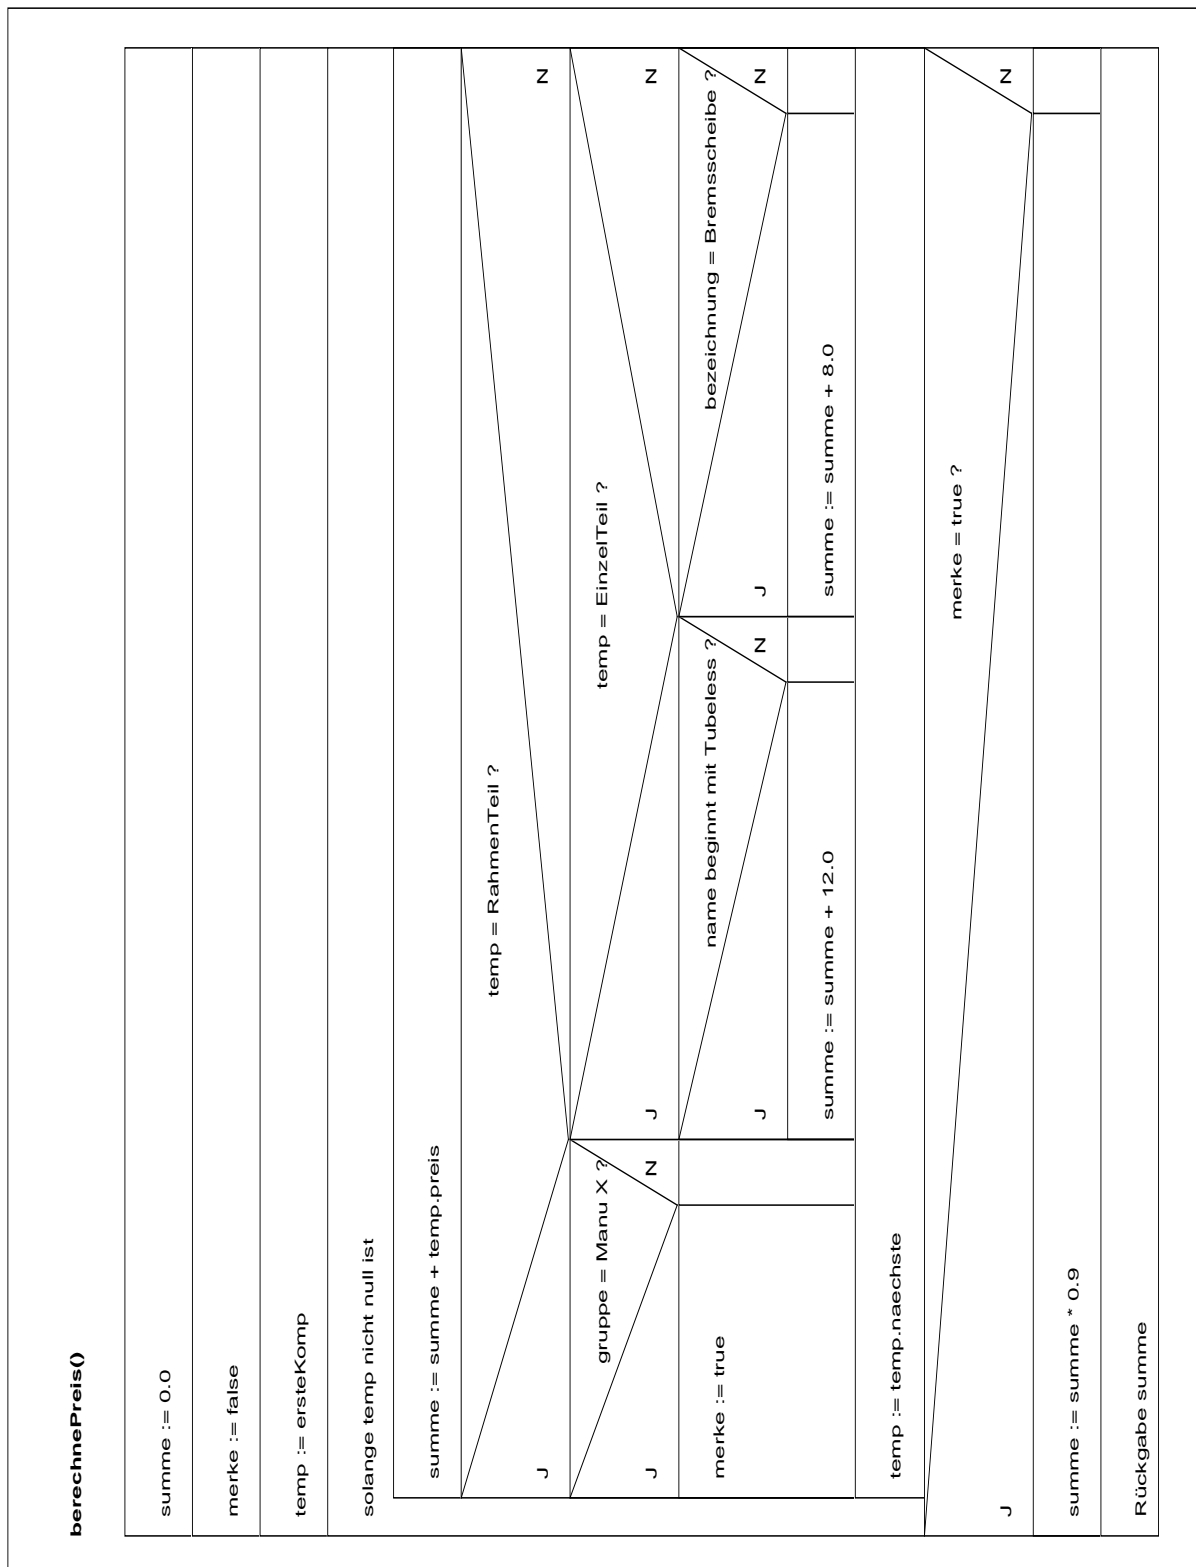 berechnePreis()
summe := 0.0
merke := false
temp := ersteKomp
solange temp nicht null ist
summe := summe + temp.preis
temp = RahmenTeil ?
J
N
gruppe = Manu X ?
J
N
temp = EinzelTeil ?
J
N
merke := true
name beginnt mit Tubeless ?
J
N
bezeichnung = Bremsscheibe ?
J
N
summe := summe + 12.0
summe := summe + 8.0
temp := temp.naechste
merke = true ?
J
N
summe := summe * 0.9
Rückgabe summe